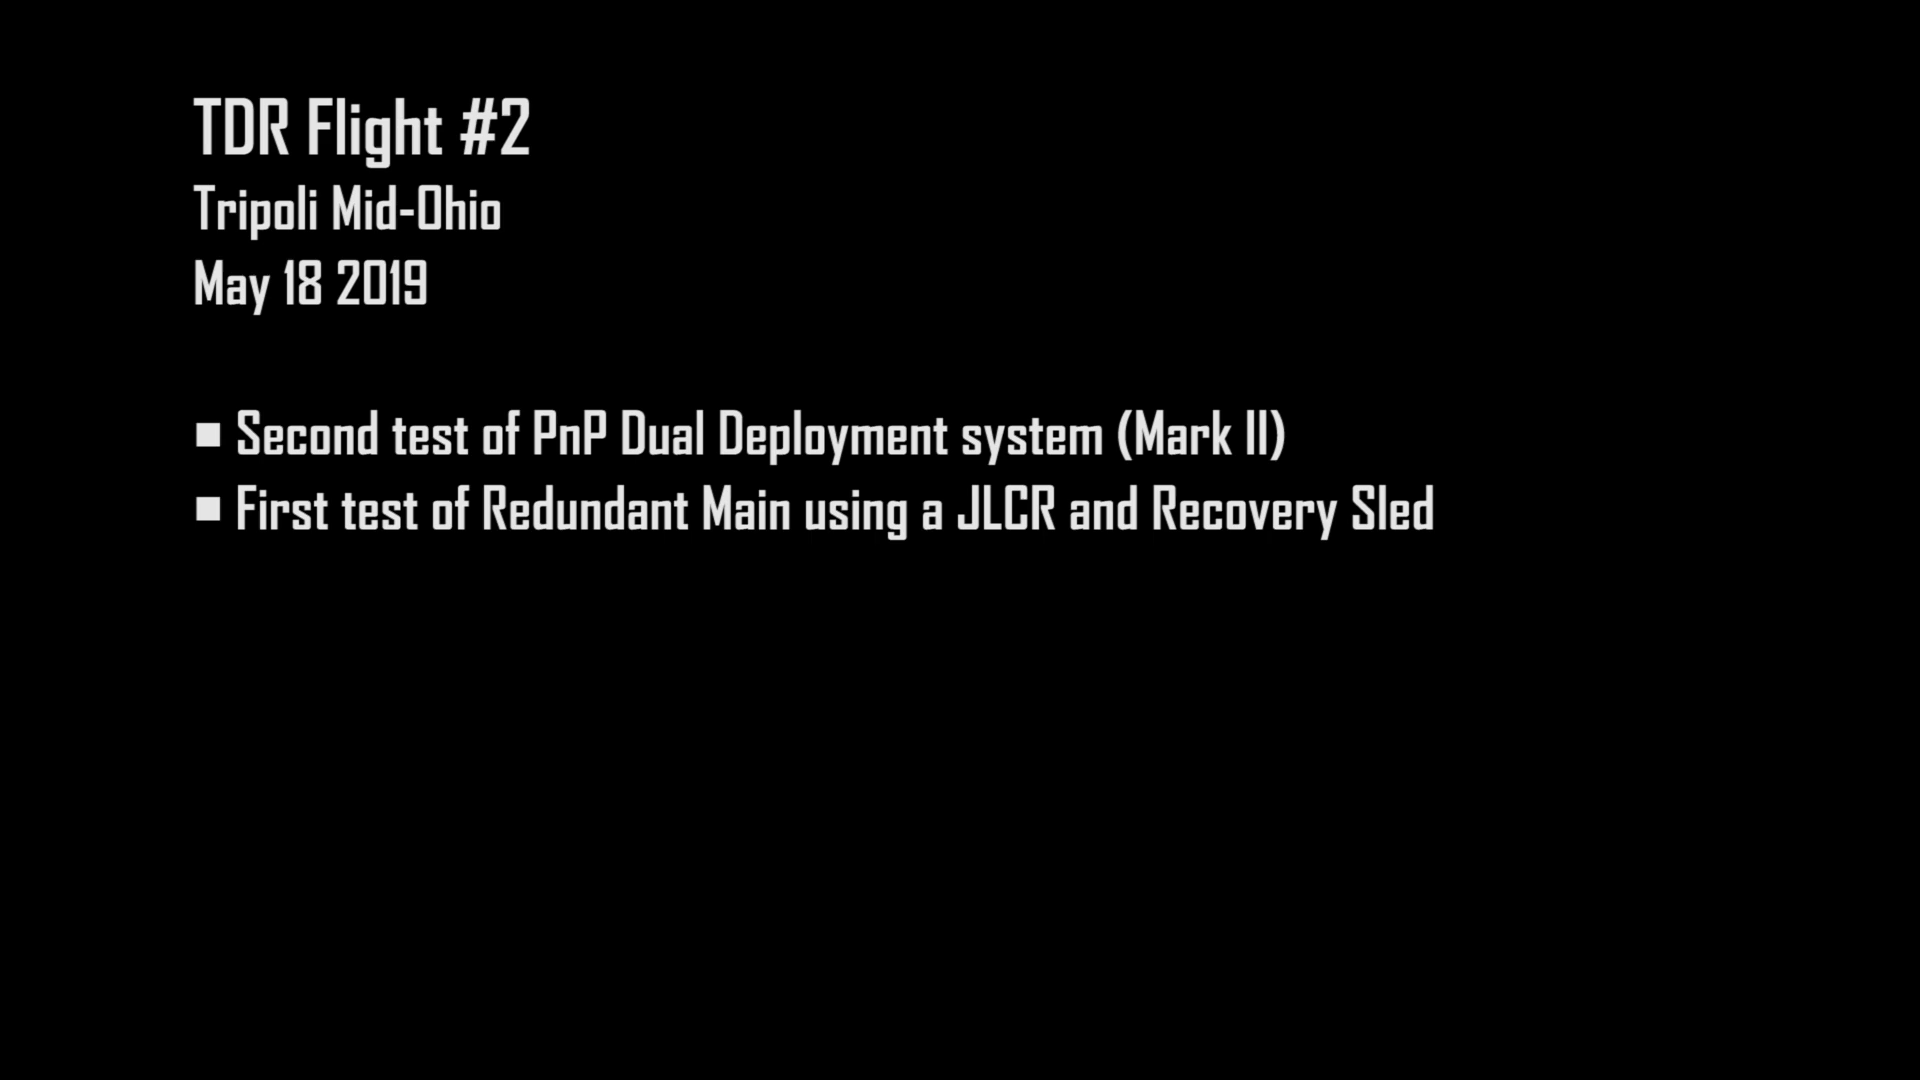 TDR Flight #2
Tripoli Mid-Ohio
May 18 2019
■ Second test of PnP Dual Deployment system (Mark II)
■ First test of Redundant Main using a JLCR and Recovery Sled